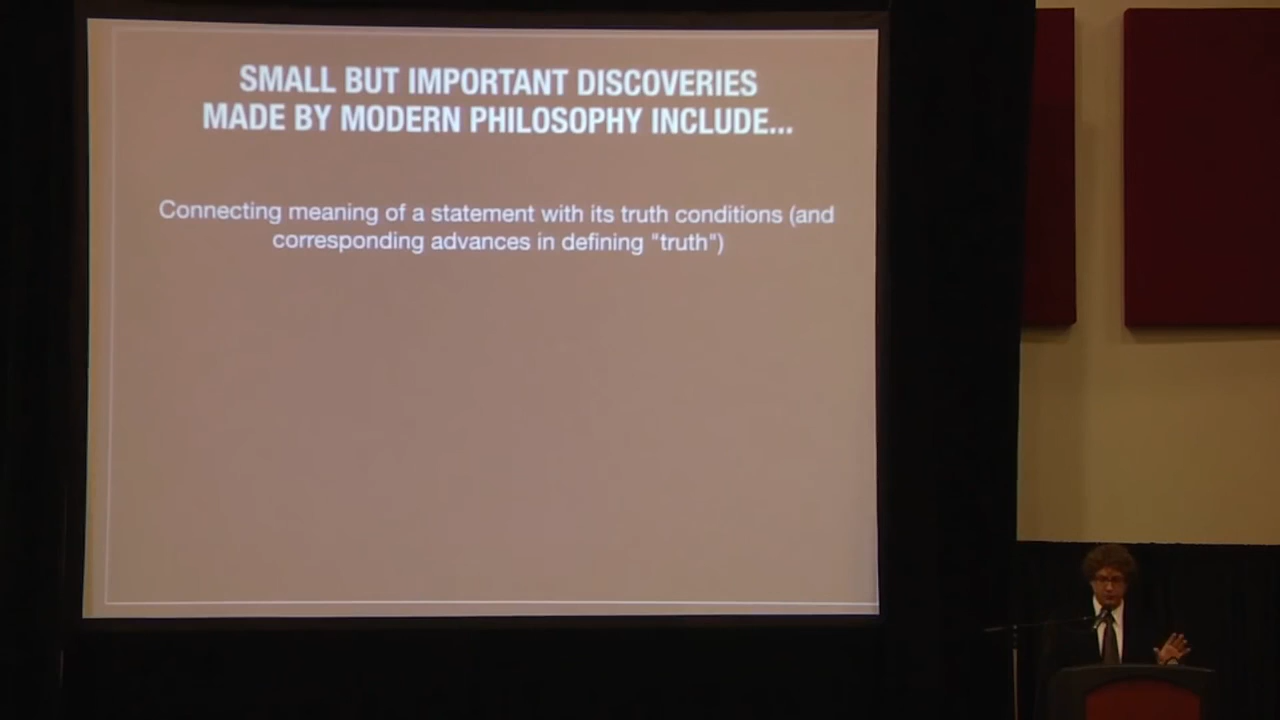 SMALL BUT IMPORTANT DISCOVERIES
MADE BY MODERN PHILOSOPHY INCLUDE...
Connecting meaning of a statement with its truth conditions (and
corresponding advances in defining "truth")